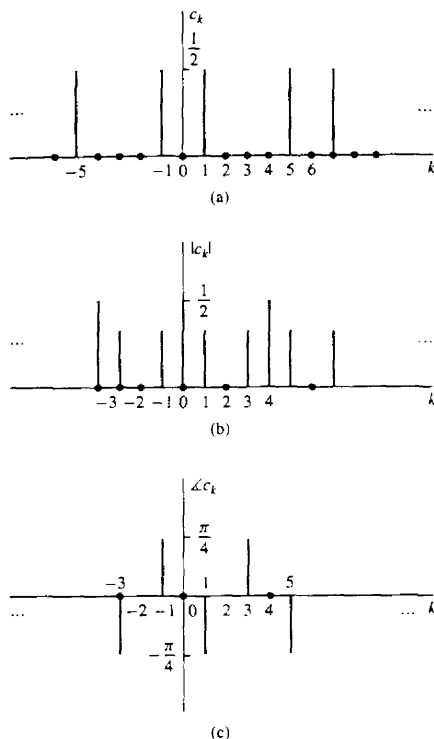 c_k
1/2
... ...
-5 -1 0 1 2 3 4 5 6 k
(a)
|c_k|
1/2
... ...
-3 -2 -1 0 1 2 3 4 k
(b)
∡c_k
π/4 π/4
-3 1 5
... -2 -1 0 2 3 4 ... k
-π/4
(c)